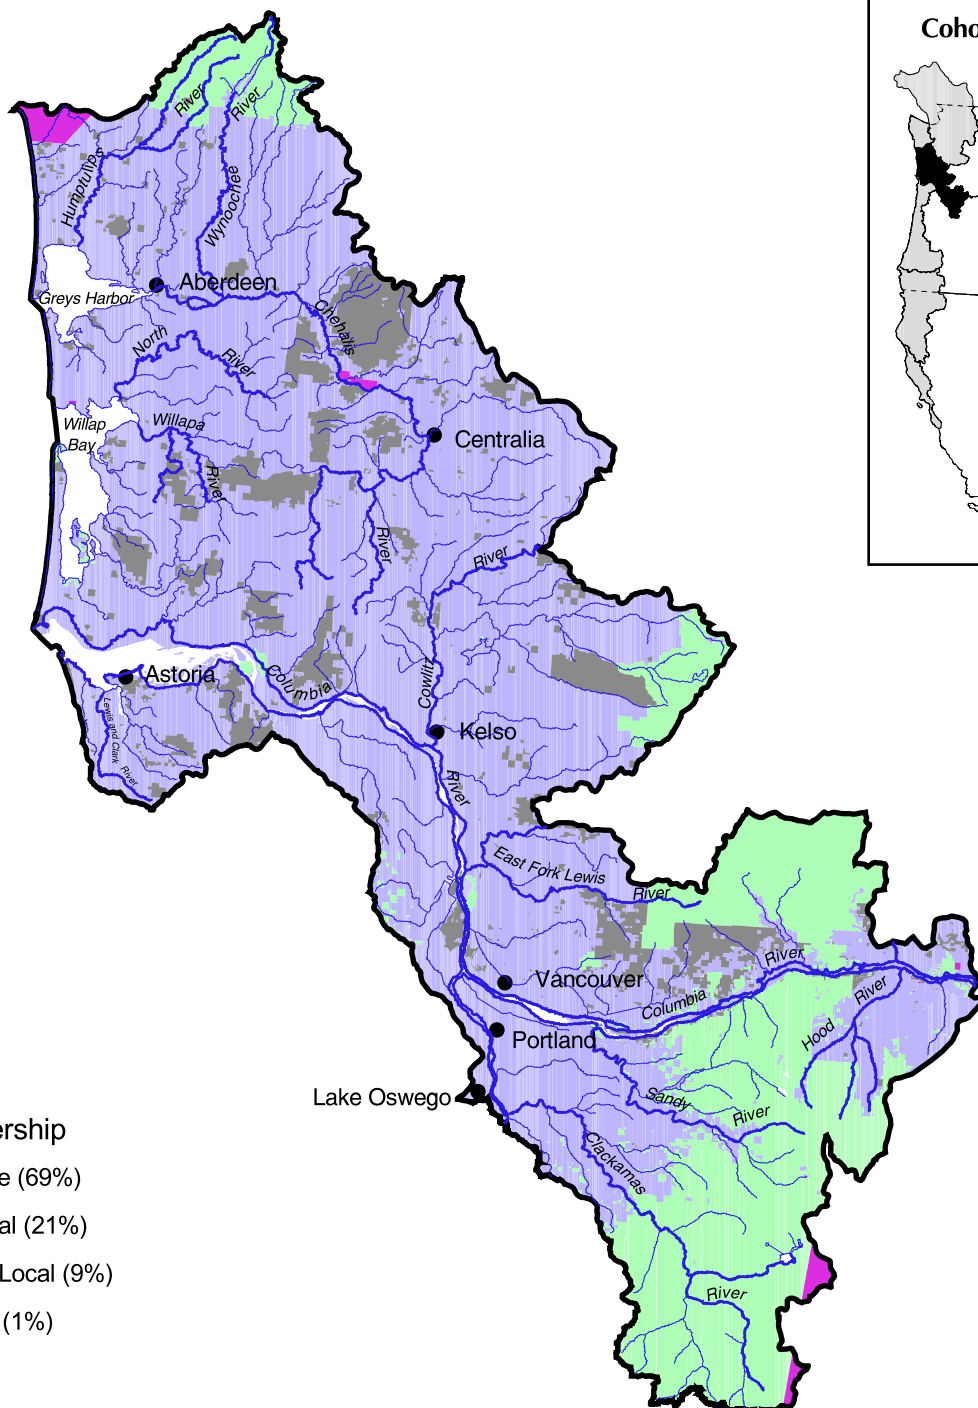 Coho
River
River
Humptulips
Wynoochee
Aberdeen
Greys Harbor
Chehalis
North
River
Willap
Bay
Willapa
River
Centralia
River
River
Astoria
Columbia
Cowlitz
Lewis and Clark
River
Kelso
River
East Fork Lewis
River
Vancouver
River
Columbia
River
Hood
Portland
Lake Oswego
Sandy
River
Clackamas
River
ership
e (69%)
al (21%)
Local (9%)
(1%)